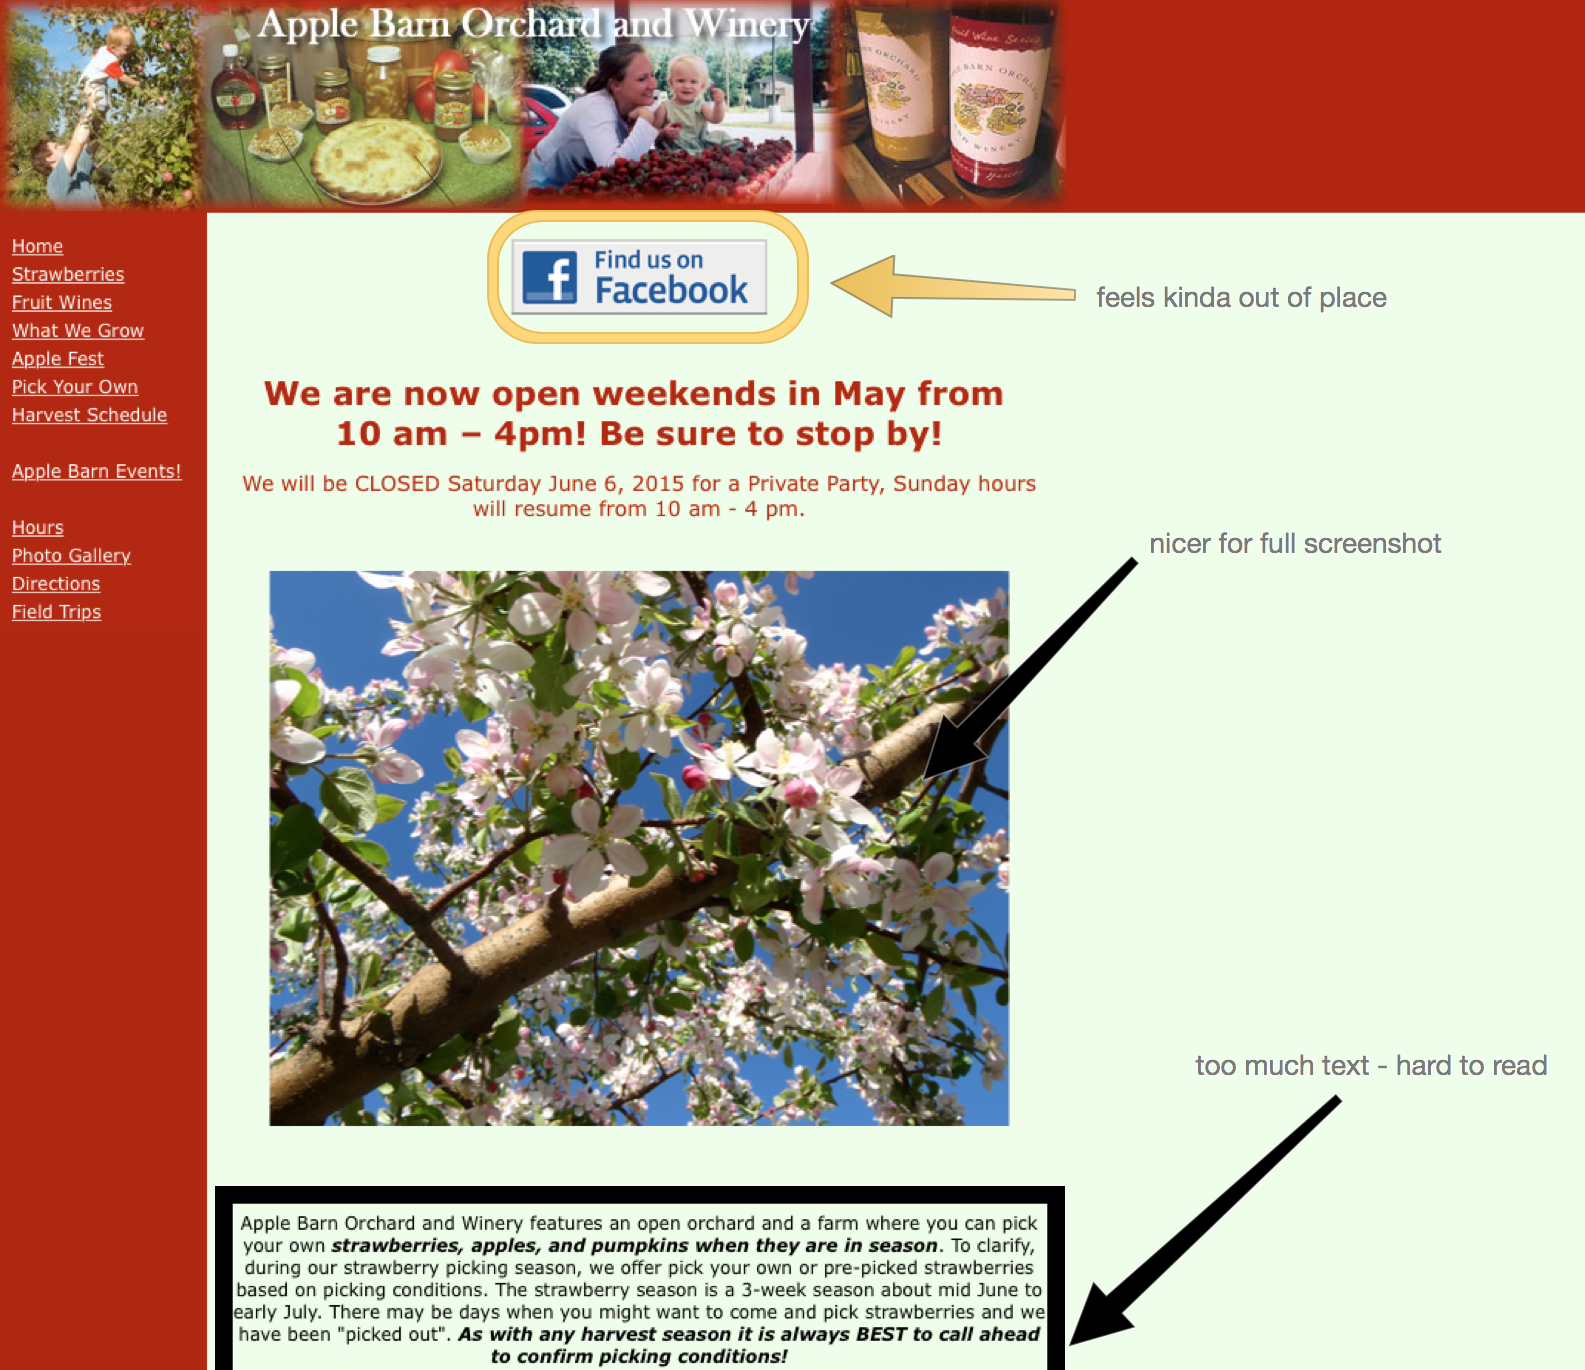 Apple Barn Orchard and Winery
Home
Strawberries
Fruit Wines
What We Grow
Apple Fest
Pick Your Own
Harvest Schedule
Apple Barn Events!
Hours
Photo Gallery
Directions
Field Trips
f
Find us on
Facebook
feels kinda out of place
We are now open weekends in May from
10 am – 4pm! Be sure to stop by!
We will be CLOSED Saturday June 6, 2015 for a Private Party, Sunday hours
will resume from 10 am - 4 pm.
nicer for full screenshot
too much text - hard to read
Apple Barn Orchard and Winery features an open orchard and a farm where you can pick
your own strawberries, apples, and pumpkins when they are in season. To clarify,
during our strawberry picking season, we offer pick your own or pre-picked strawberries
based on picking conditions. The strawberry season is a 3-week season about mid June to
early July. There may be days when you might want to come and pick strawberries and we
have been "picked out". As with any harvest season it is always BEST to call ahead
to confirm picking conditions!